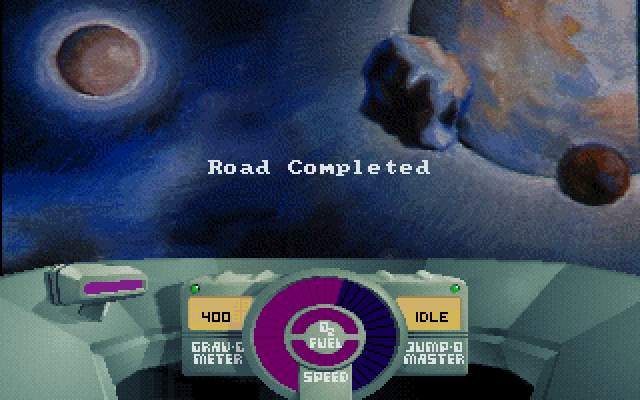 Road Completed
400
IDLE
O2
FUEL
GRAV-O
METER
JUMP-O
MASTER
SPEED